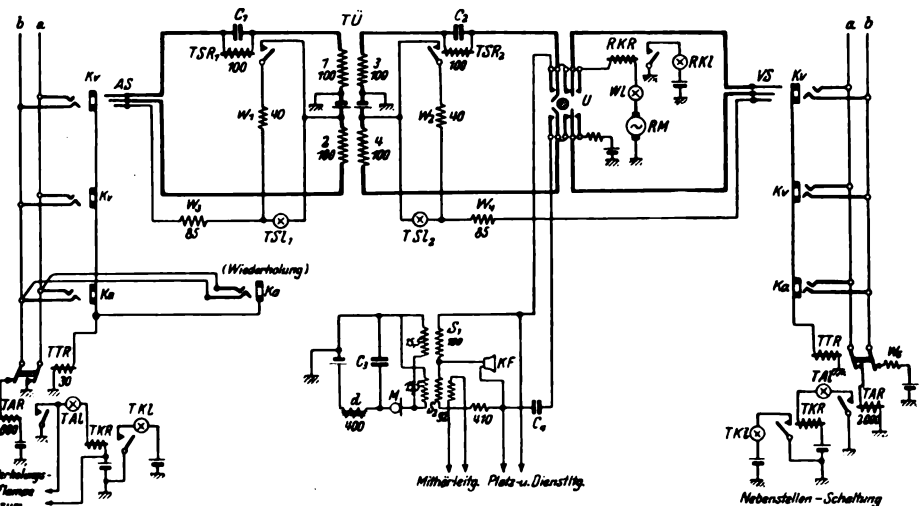 b a
C₁
TÜ
C₂
a b
TSR₁
100
1
100
3
100
TSR₂
100
RKR
RKl
Kv
AS
Wl
VS
Kv
W₁ 40
W₂ 40
U
RM
2
100
4
100
Kv
W₃
85
TSl₁
TSl₂
W₄
85
Kv
(Wiederholung)
Ka
Ka
Ka
TTR
30
C₃
S₁
100
KF
TTR
W₅
TAR
TAl
TKl
TKR
d
400
M
S₂
410
C₄
TAl
TKR
TAR
2000
TKl
Mithörleitg. Platz-u. Dienstltg.
Nebenstellen-Schaltung